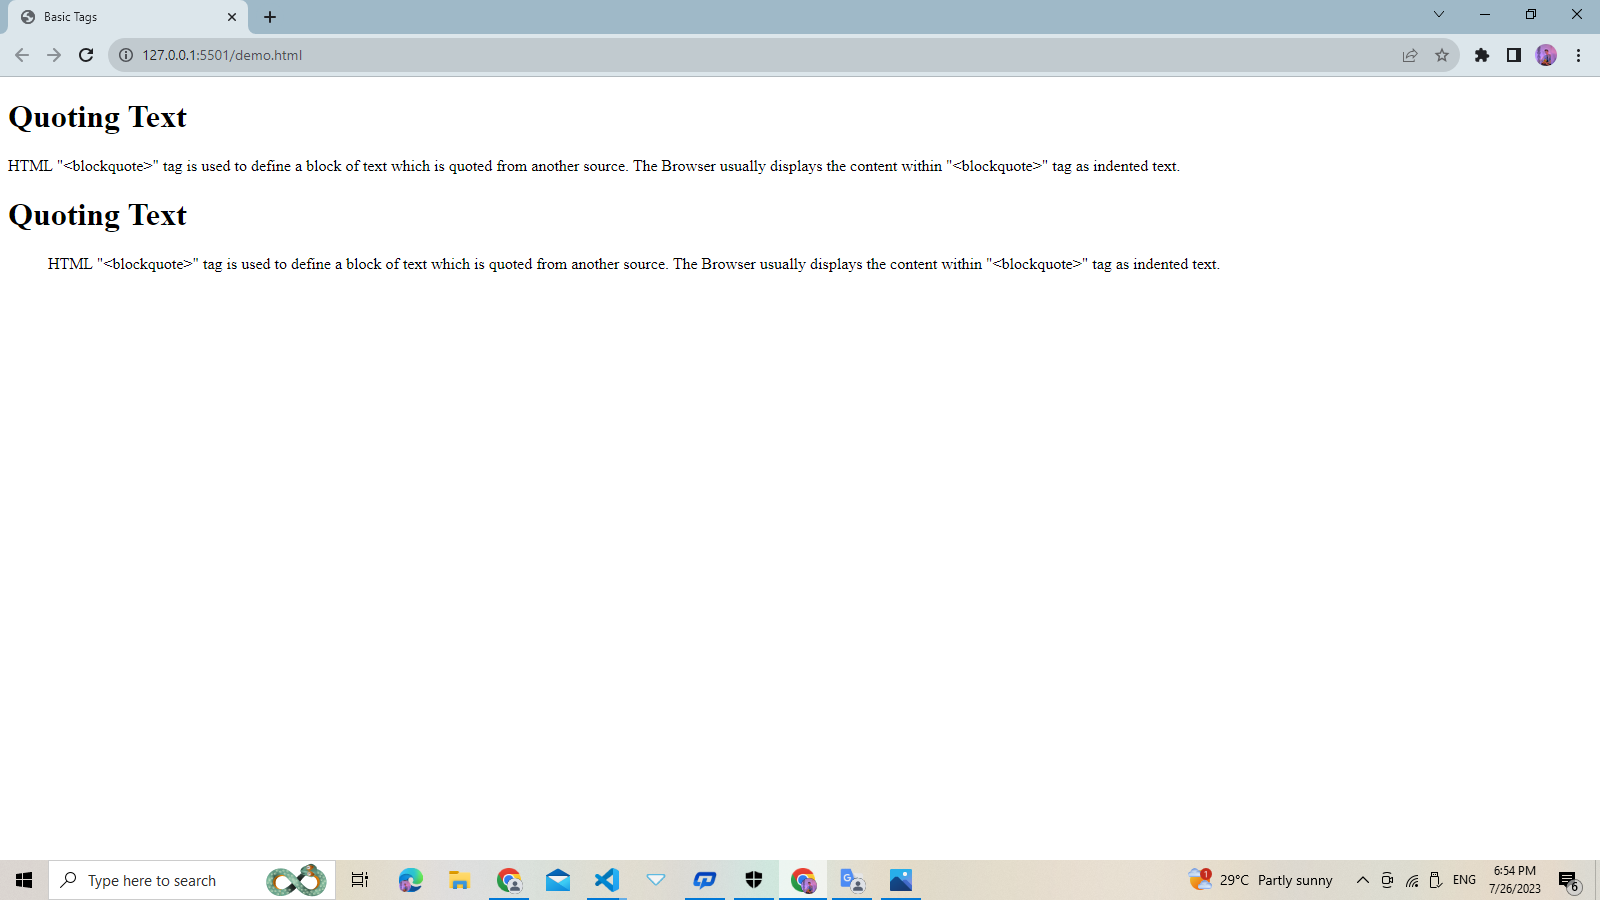 Basic Tags
127.0.0.1:5501/demo.html
Quoting Text
HTML "<blockquote>" tag is used to define a block of text which is quoted from another source. The Browser usually displays the content within "<blockquote>" tag as indented text.
Quoting Text
HTML "<blockquote>" tag is used to define a block of text which is quoted from another source. The Browser usually displays the content within "<blockquote>" tag as indented text.
Type here to search
1
29°C Partly sunny
ENG
6:54 PM
7/26/2023
6